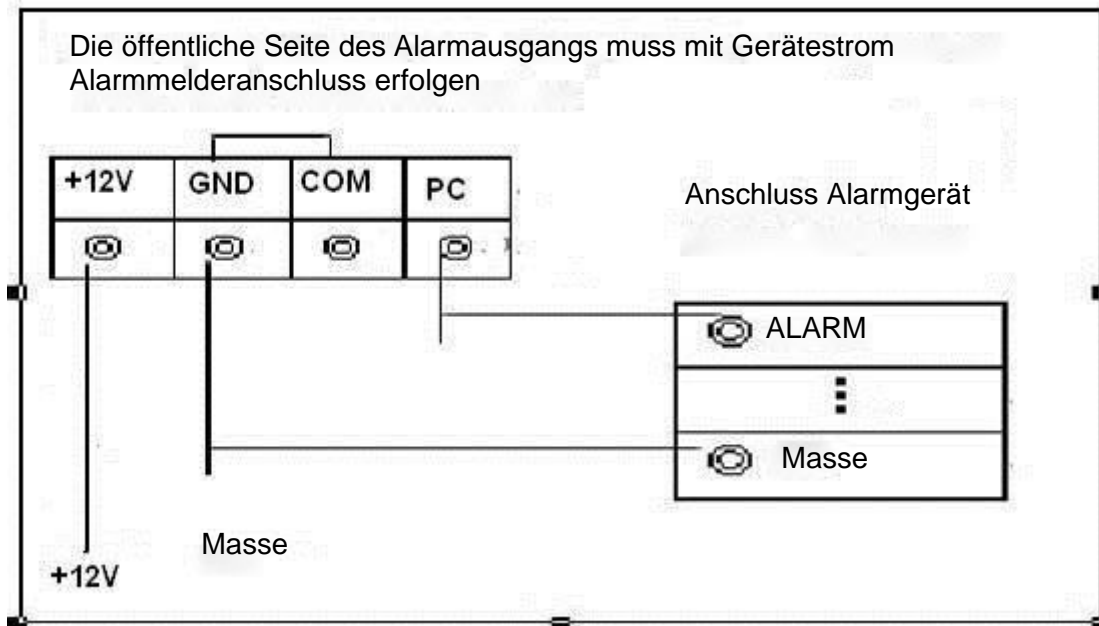 Die öffentliche Seite des Alarmausgangs muss mit Gerätestrom
Alarmmelderanschluss erfolgen
+12V GND COM PC
Anschluss Alarmgerät
ALARM
Masse
Masse
+12V